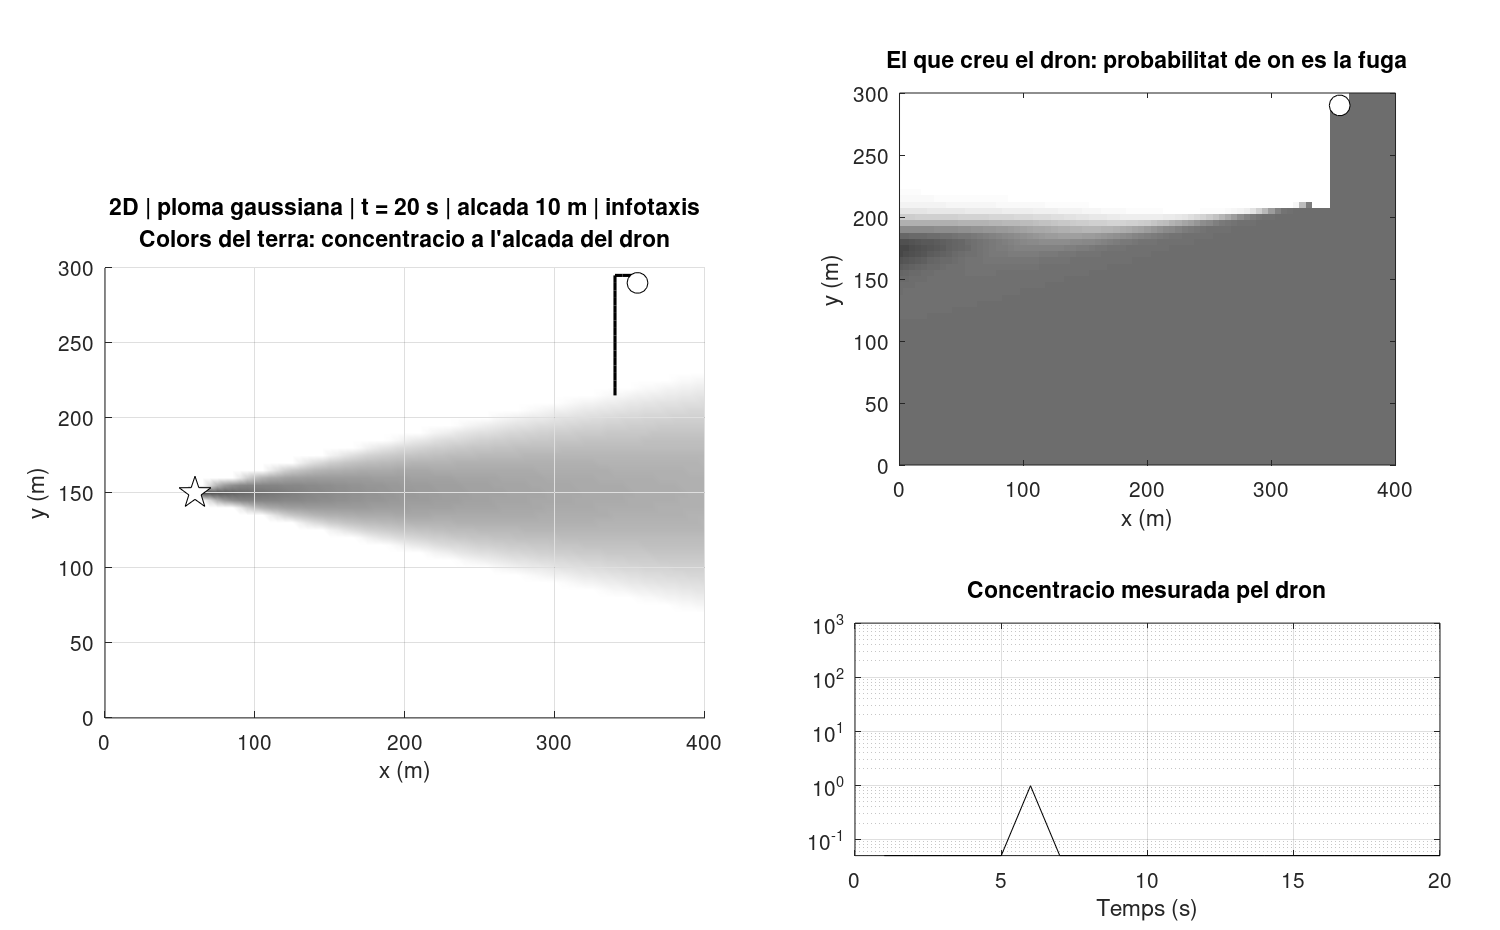 2D | ploma gaussiana | t = 20 s | alcada 10 m | infotaxis
Colors del terra: concentracio a l'alcada del dron
300
250
200
150
100
50
0
y (m)
0 100 200 300 400
x (m)
El que creu el dron: probabilitat de on es la fuga
300
250
200
150
100
50
0
y (m)
0 100 200 300 400
x (m)
Concentracio mesurada pel dron
10^3
10^2
10^1
10^0
10^-1
0 5 10 15 20
Temps (s)